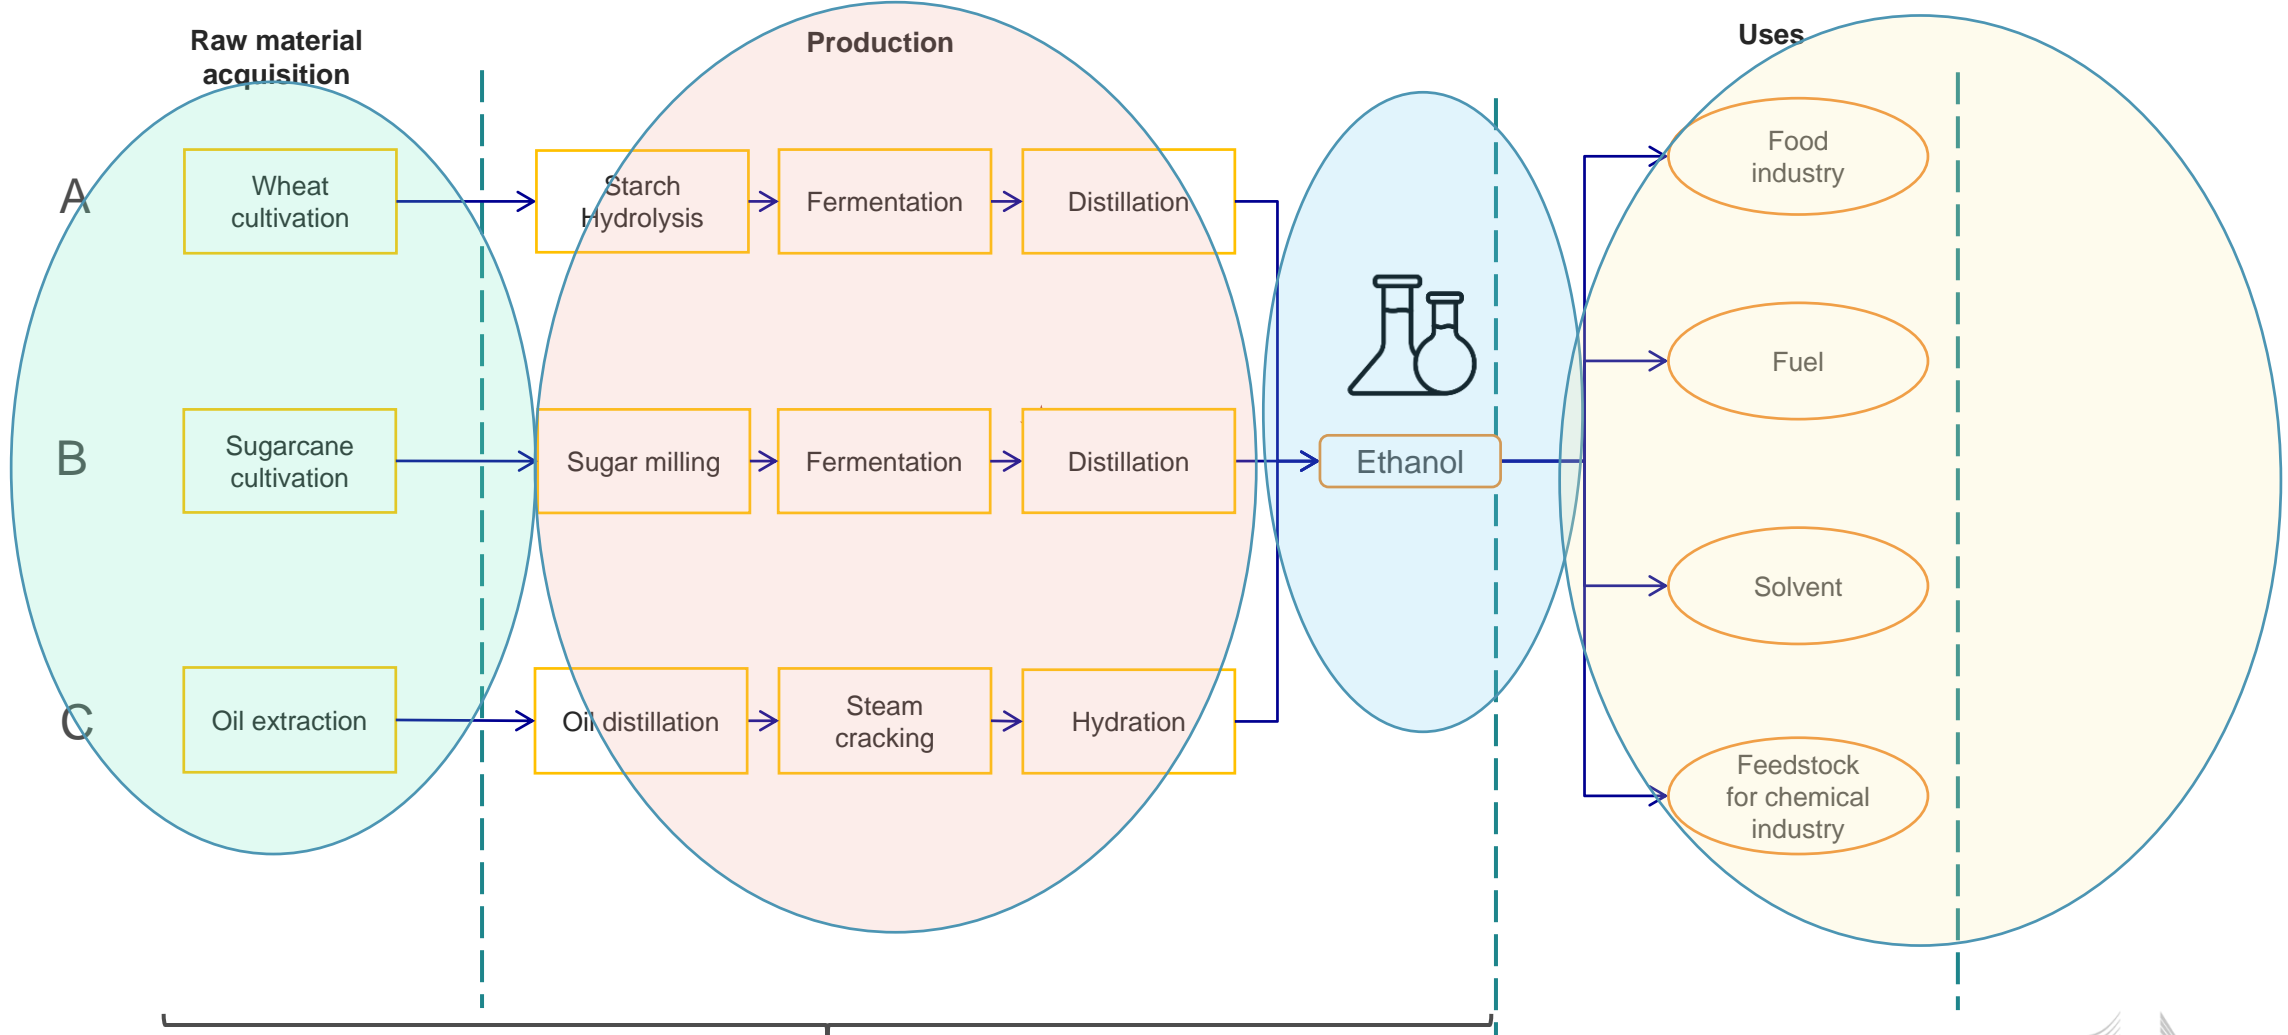 Raw material
acquisition
Production
Uses
A
Wheat
cultivation
Starch
Hydrolysis
Fermentation
Distillation
Food
industry
Fuel
B
Sugarcane
cultivation
Sugar milling
Fermentation
Distillation
Ethanol
Solvent
C
Oil extraction
Oil distillation
Steam
cracking
Hydration
Feedstock
for chemical
industry